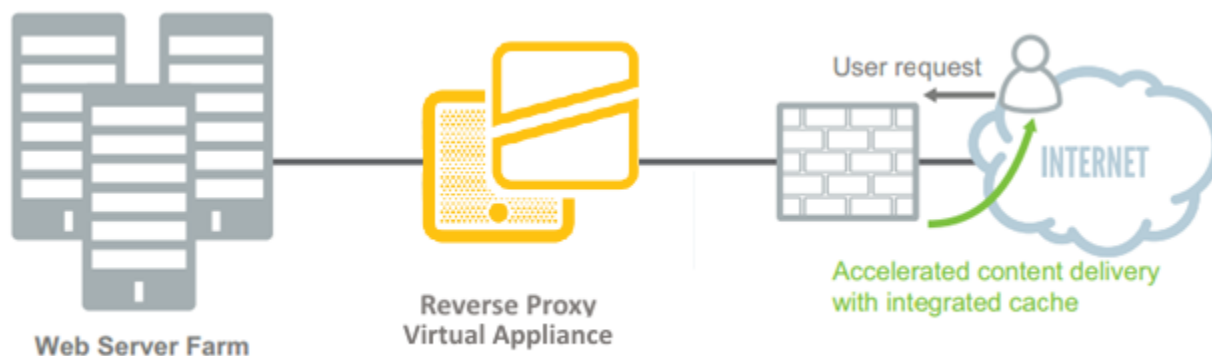 User request
INTERNET
Accelerated content delivery
with integrated cache
Reverse Proxy
Virtual Appliance
Web Server Farm